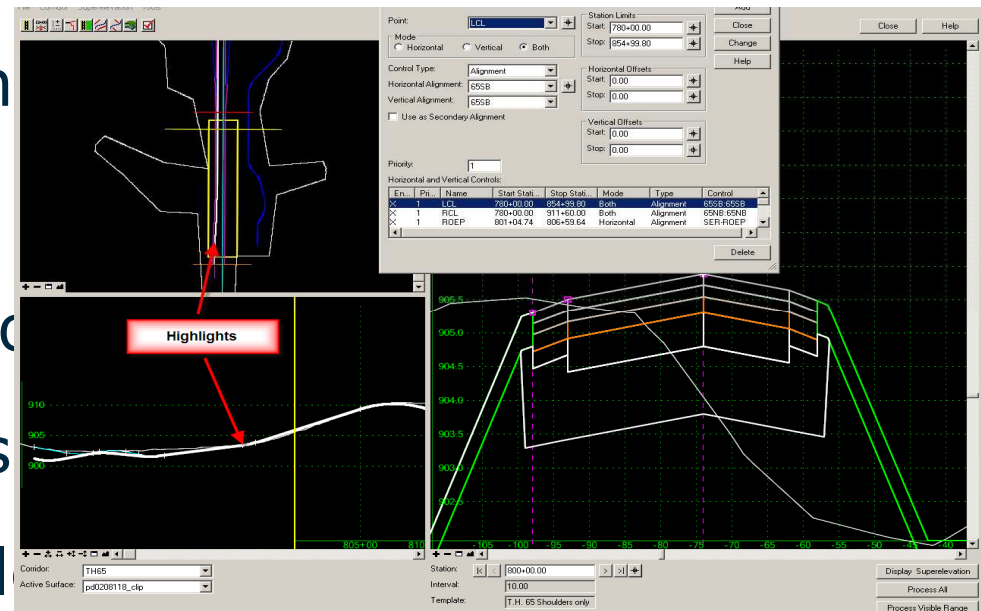 File Corridor Superelevation Tools
Point: LCL
Mode
Horizontal Vertical Both
Control Type: Alignment
Horizontal Alignment: 65SB
Vertical Alignment: 65SB
Use as Secondary Alignment
Priority: 1
Station Limits
Start: 780+00.00
Stop: 854+99.80
Horizontal Offsets
Start: 0.00
Stop: 0.00
Vertical Offsets
Start: 0.00
Stop: 0.00
Add
Close
Change
Help
Horizontal and Vertical Controls:
En... Pri... Name Start Stati... Stop Stati... Mode Type Control
X 1 LCL 780+00.00 854+99.80 Both Alignment 65SB:65SB
X 1 RCL 780+00.00 911+60.00 Both Alignment 65NB:65NB
X 1 ROEP 801+04.74 806+59.64 Horizontal Alignment SER-ROEP
Delete
Close Help
Highlights
910
905
900
805+00 810
905.5
905.0
904.5
904.0
903.5
903.0
902.5
-105 -100 -95 -90 -85 -80 -75 -70 -65 -60 -55 -50 -45 -40
Corridor: TH65
Active Surface: pd0208118_clip
Station: 800+00.00
Interval: 10.00
Template: T.H. 65 Shoulders only
Display Superelevation
Process All
Process Visible Range